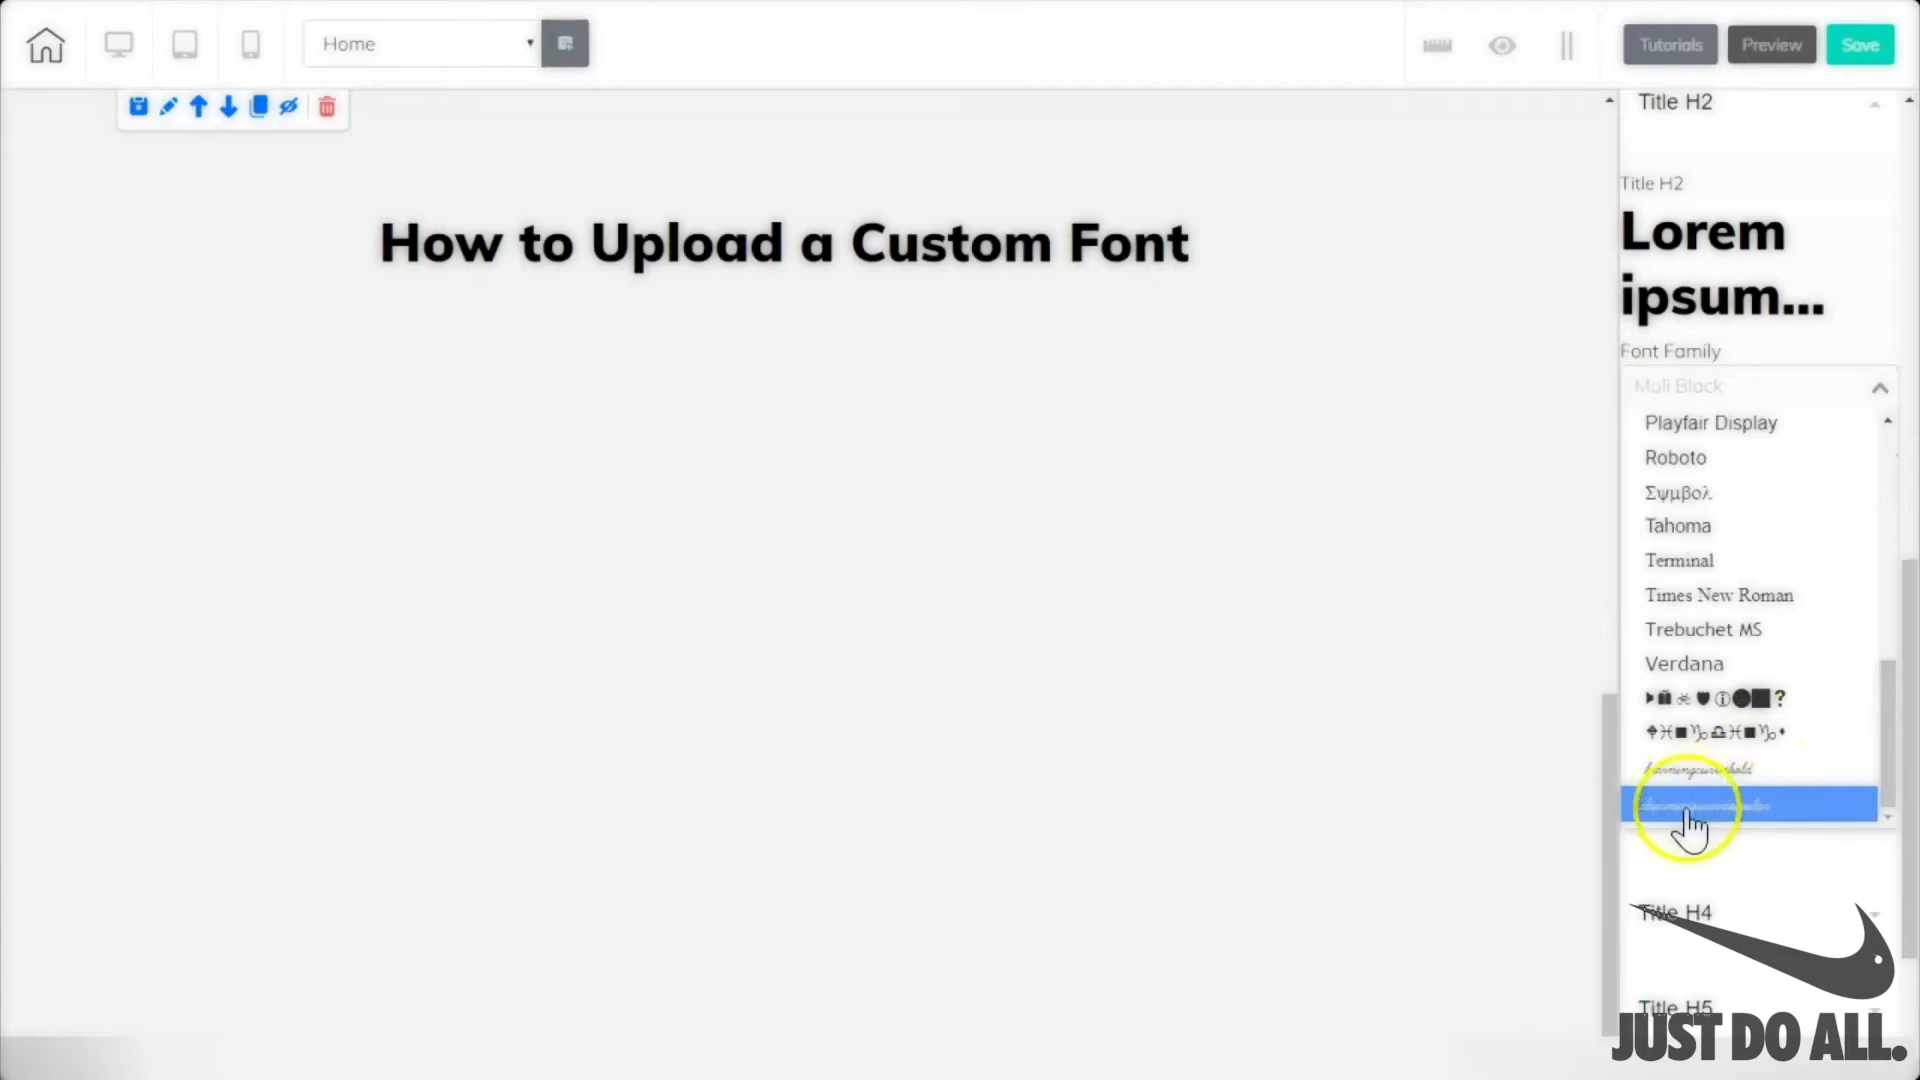 Home
Tutorials
Preview
Save
Title H2
How to Upload a Custom Font
Title H2
Lorem
ipsum...
Font Family
Muli Black
Playfair Display
Roboto
Σψμβολ
Tahoma
Terminal
Times New Roman
Trebuchet MS
Verdana
Title H4
Title H5
JUST DO ALL.